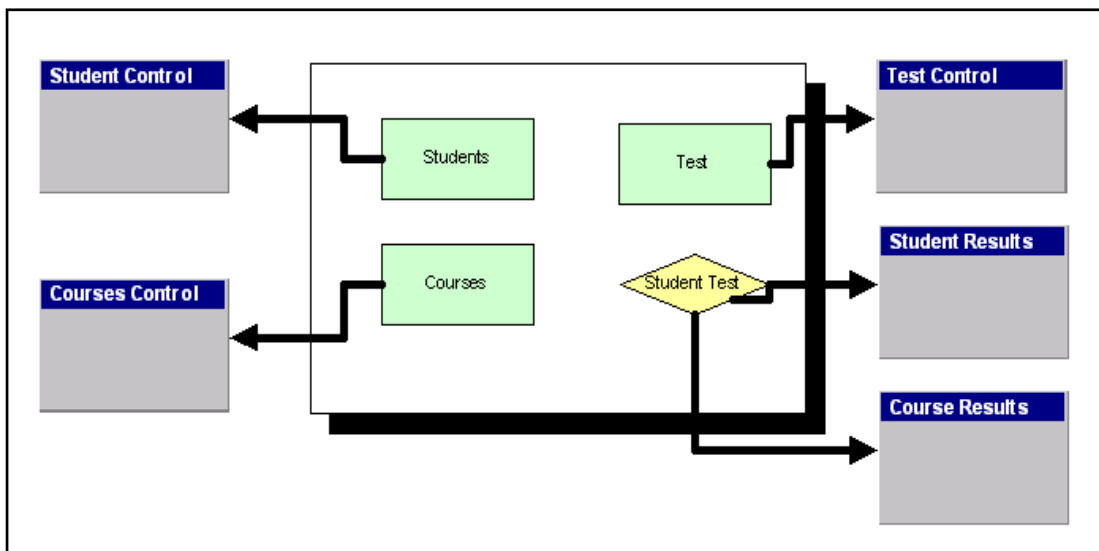 Student Control
Test Control
Students
Test
Student Results
Courses Control
Courses
Student Test
Course Results